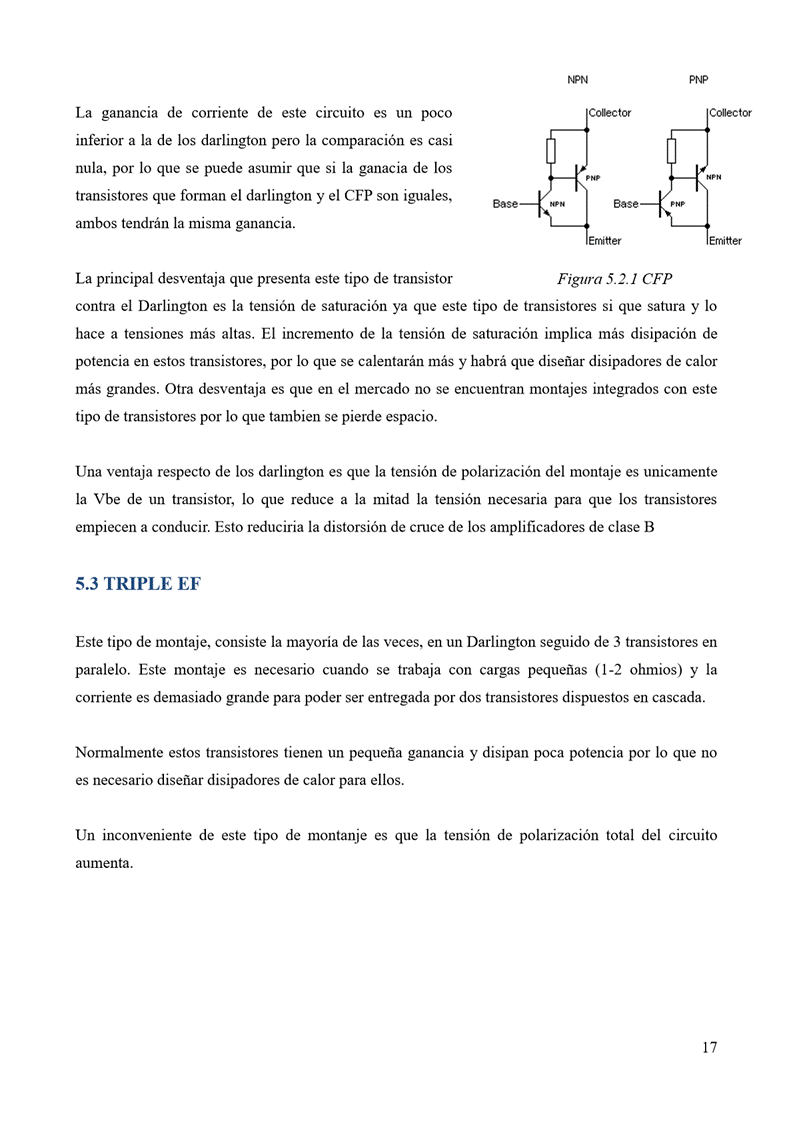 NPN PNP
La ganancia de corriente de este circuito es un poco
inferior a la de los darlington pero la comparación es casi
nula, por lo que se puede asumir que si la ganacia de los
transistores que forman el darlington y el CFP son iguales,
ambos tendrán la misma ganancia.
Collector Collector
PNP NPN
Base NPN Base PNP
Emitter Emitter
Figura 5.2.1 CFP
La principal desventaja que presenta este tipo de transistor
contra el Darlington es la tensión de saturación ya que este tipo de transistores si que satura y lo
hace a tensiones más altas. El incremento de la tensión de saturación implica más disipación de
potencia en estos transistores, por lo que se calentarán más y habrá que diseñar disipadores de calor
más grandes. Otra desventaja es que en el mercado no se encuentran montajes integrados con este
tipo de transistores por lo que tambien se pierde espacio.
Una ventaja respecto de los darlington es que la tensión de polarización del montaje es unicamente
la Vbe de un transistor, lo que reduce a la mitad la tensión necesaria para que los transistores
empiecen a conducir. Esto reduciria la distorsión de cruce de los amplificadores de clase B
5.3 TRIPLE EF
Este tipo de montaje, consiste la mayoría de las veces, en un Darlington seguido de 3 transistores en
paralelo. Este montaje es necesario cuando se trabaja con cargas pequeñas (1-2 ohmios) y la
corriente es demasiado grande para poder ser entregada por dos transistores dispuestos en cascada.
Normalmente estos transistores tienen un pequeña ganancia y disipan poca potencia por lo que no
es necesario diseñar disipadores de calor para ellos.
Un inconveniente de este tipo de montanje es que la tensión de polarización total del circuito
aumenta.
17